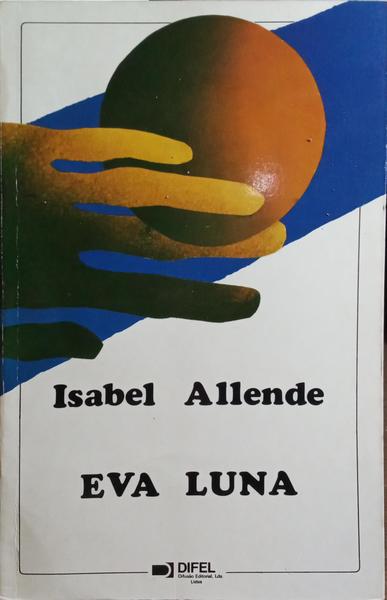 Isabel Allende
EVA LUNA
DIFEL
Difusão Editorial, Lda.
Lisboa